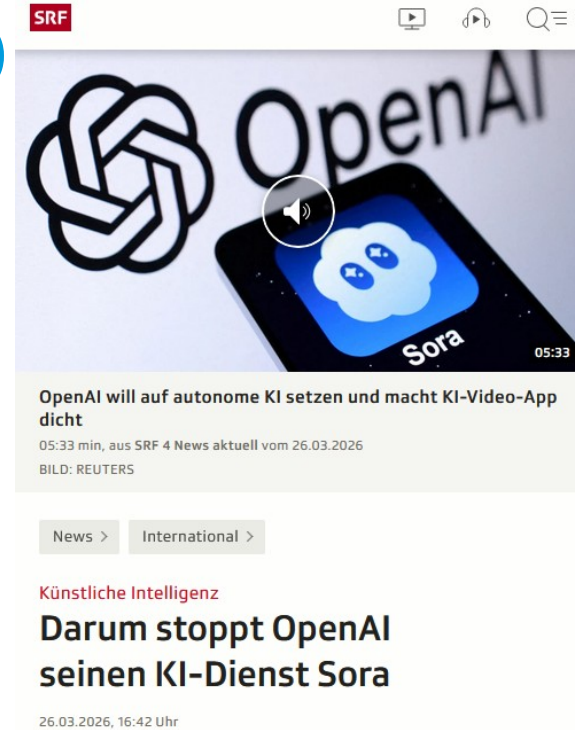 SRF
OpenAI
Sora
05:33
OpenAI will auf autonome KI setzen und macht KI-Video-App
dicht
05:33 min, aus SRF 4 News aktuell vom 26.03.2026
BILD: REUTERS
News >
International >
Künstliche Intelligenz
Darum stoppt OpenAI
seinen KI-Dienst Sora
26.03.2026, 16:42 Uhr